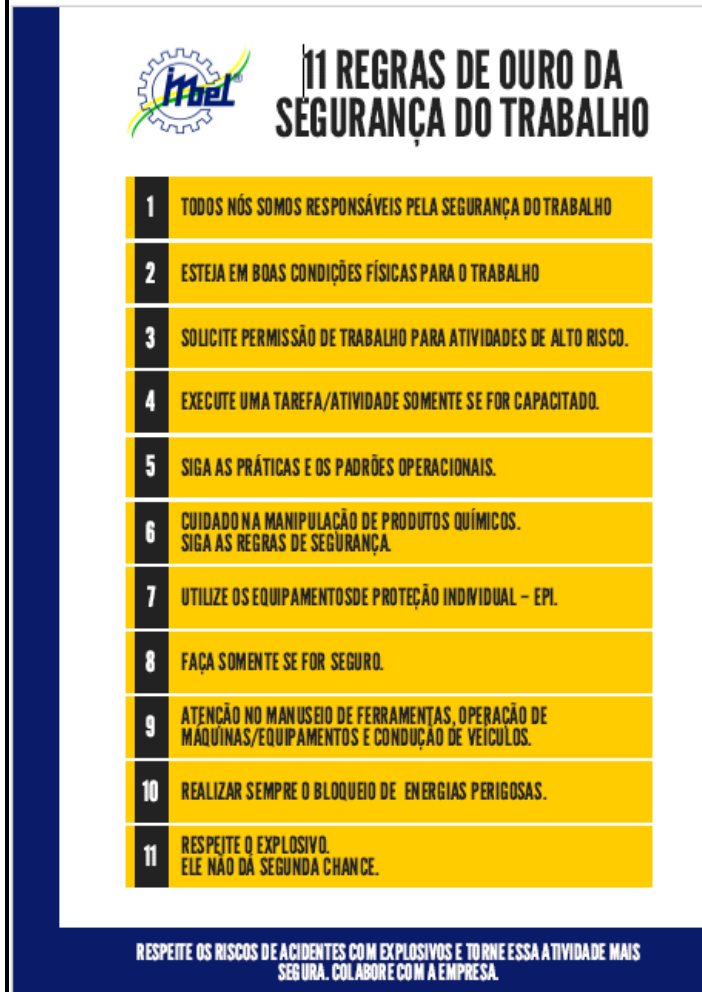 imbel®
11 REGRAS DE OURO DA
SEGURANÇA DO TRABALHO
1 TODOS NÓS SOMOS RESPONSÁVEIS PELA SEGURANÇA DO TRABALHO
2 ESTEJA EM BOAS CONDIÇÕES FÍSICAS PARA O TRABALHO
3 SOLICITE PERMISSÃO DE TRABALHO PARA ATIVIDADES DE ALTO RISCO.
4 EXECUTE UMA TAREFA/ATIVIDADE SOMENTE SE FOR CAPACITADO.
5 SIGA AS PRÁTICAS E OS PADRÕES OPERACIONAIS.
6 CUIDADO NA MANIPULAÇÃO DE PRODUTOS QUÍMICOS.
SIGA AS REGRAS DE SEGURANÇA.
7 UTILIZE OS EQUIPAMENTOSDE PROTEÇÃO INDIVIDUAL – EPI.
8 FAÇA SOMENTE SE FOR SEGURO.
9 ATENÇÃO NO MANUSEIO DE FERRAMENTAS, OPERAÇÃO DE
MÁQUINAS/EQUIPAMENTOS E CONDUÇÃO DE VEÍCULOS.
10 REALIZAR SEMPRE O BLOQUEIO DE ENERGIAS PERIGOSAS.
11 RESPEITE O EXPLOSIVO.
ELE NÃO DÁ SEGUNDA CHANCE.
RESPEITE OS RISCOS DE ACIDENTES COM EXPLOSIVOS E TORNE ESSA ATIVIDADE MAIS
SEGURA. COLABORE COM A EMPRESA.